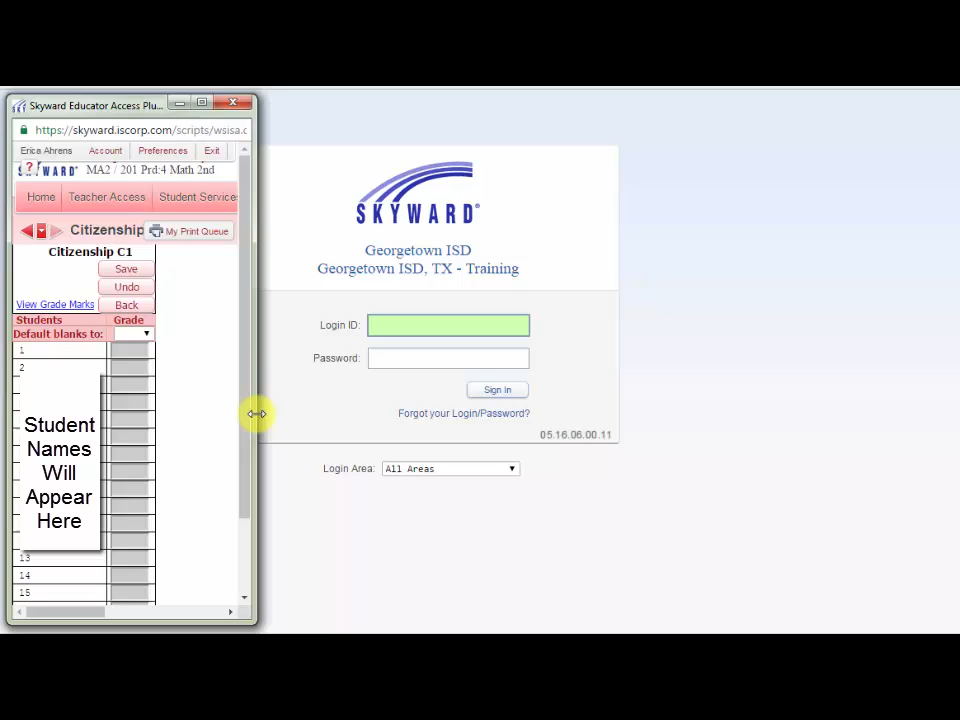 Skyward Educator Access Plu...
https://skyward.iscorp.com/scripts/wsisa.d
Erica Ahrens Account Preferences Exit
SKYWARD MA2 / 201 Prd:4 Math 2nd
?
Home Teacher Access Student Service
Citizenship My Print Queue
Citizenship C1
Save
Undo
View Grade Marks Back
Students Grade
Default blanks to:
1
2
Student
Names
Will
Appear
Here
13
14
15
SKYWARD®
Georgetown ISD
Georgetown ISD, TX - Training
Login ID:
Password:
Sign In
Forgot your Login/Password?
05.16.06.00.11
Login Area: All Areas